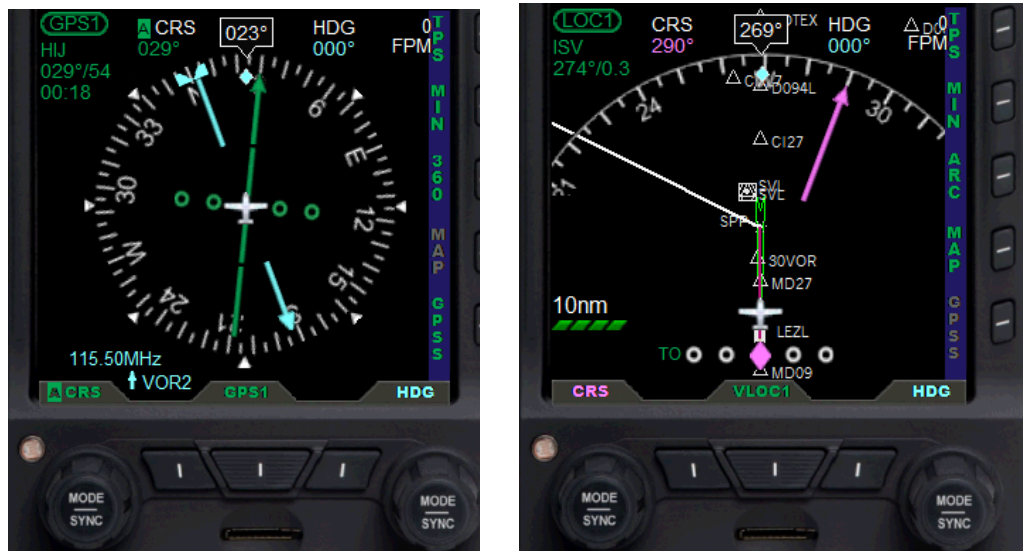 GPS1
A CRS
029°
023°
HDG
000°
0
FPM
HIJ
029°/54
00:18
TPS
MIN
360
MAP
GPSS
N
33
30
W
24
21
S
15
12
E
6
115.50MHz
VOR2
A CRS
GPS1
HDG
MODE
SYNC
MODE
SYNC
LOC1
CRS
290°
269°
HDG
000°
0
FPM
ISV
274°/0.3
TPS
MIN
ARC
MAP
GPSS
24
30
D094L
CI27
SVL
SPP
30VOR
MD27
10nm
LEZL
TO
MD09
CRS
VLOC1
HDG
MODE
SYNC
MODE
SYNC